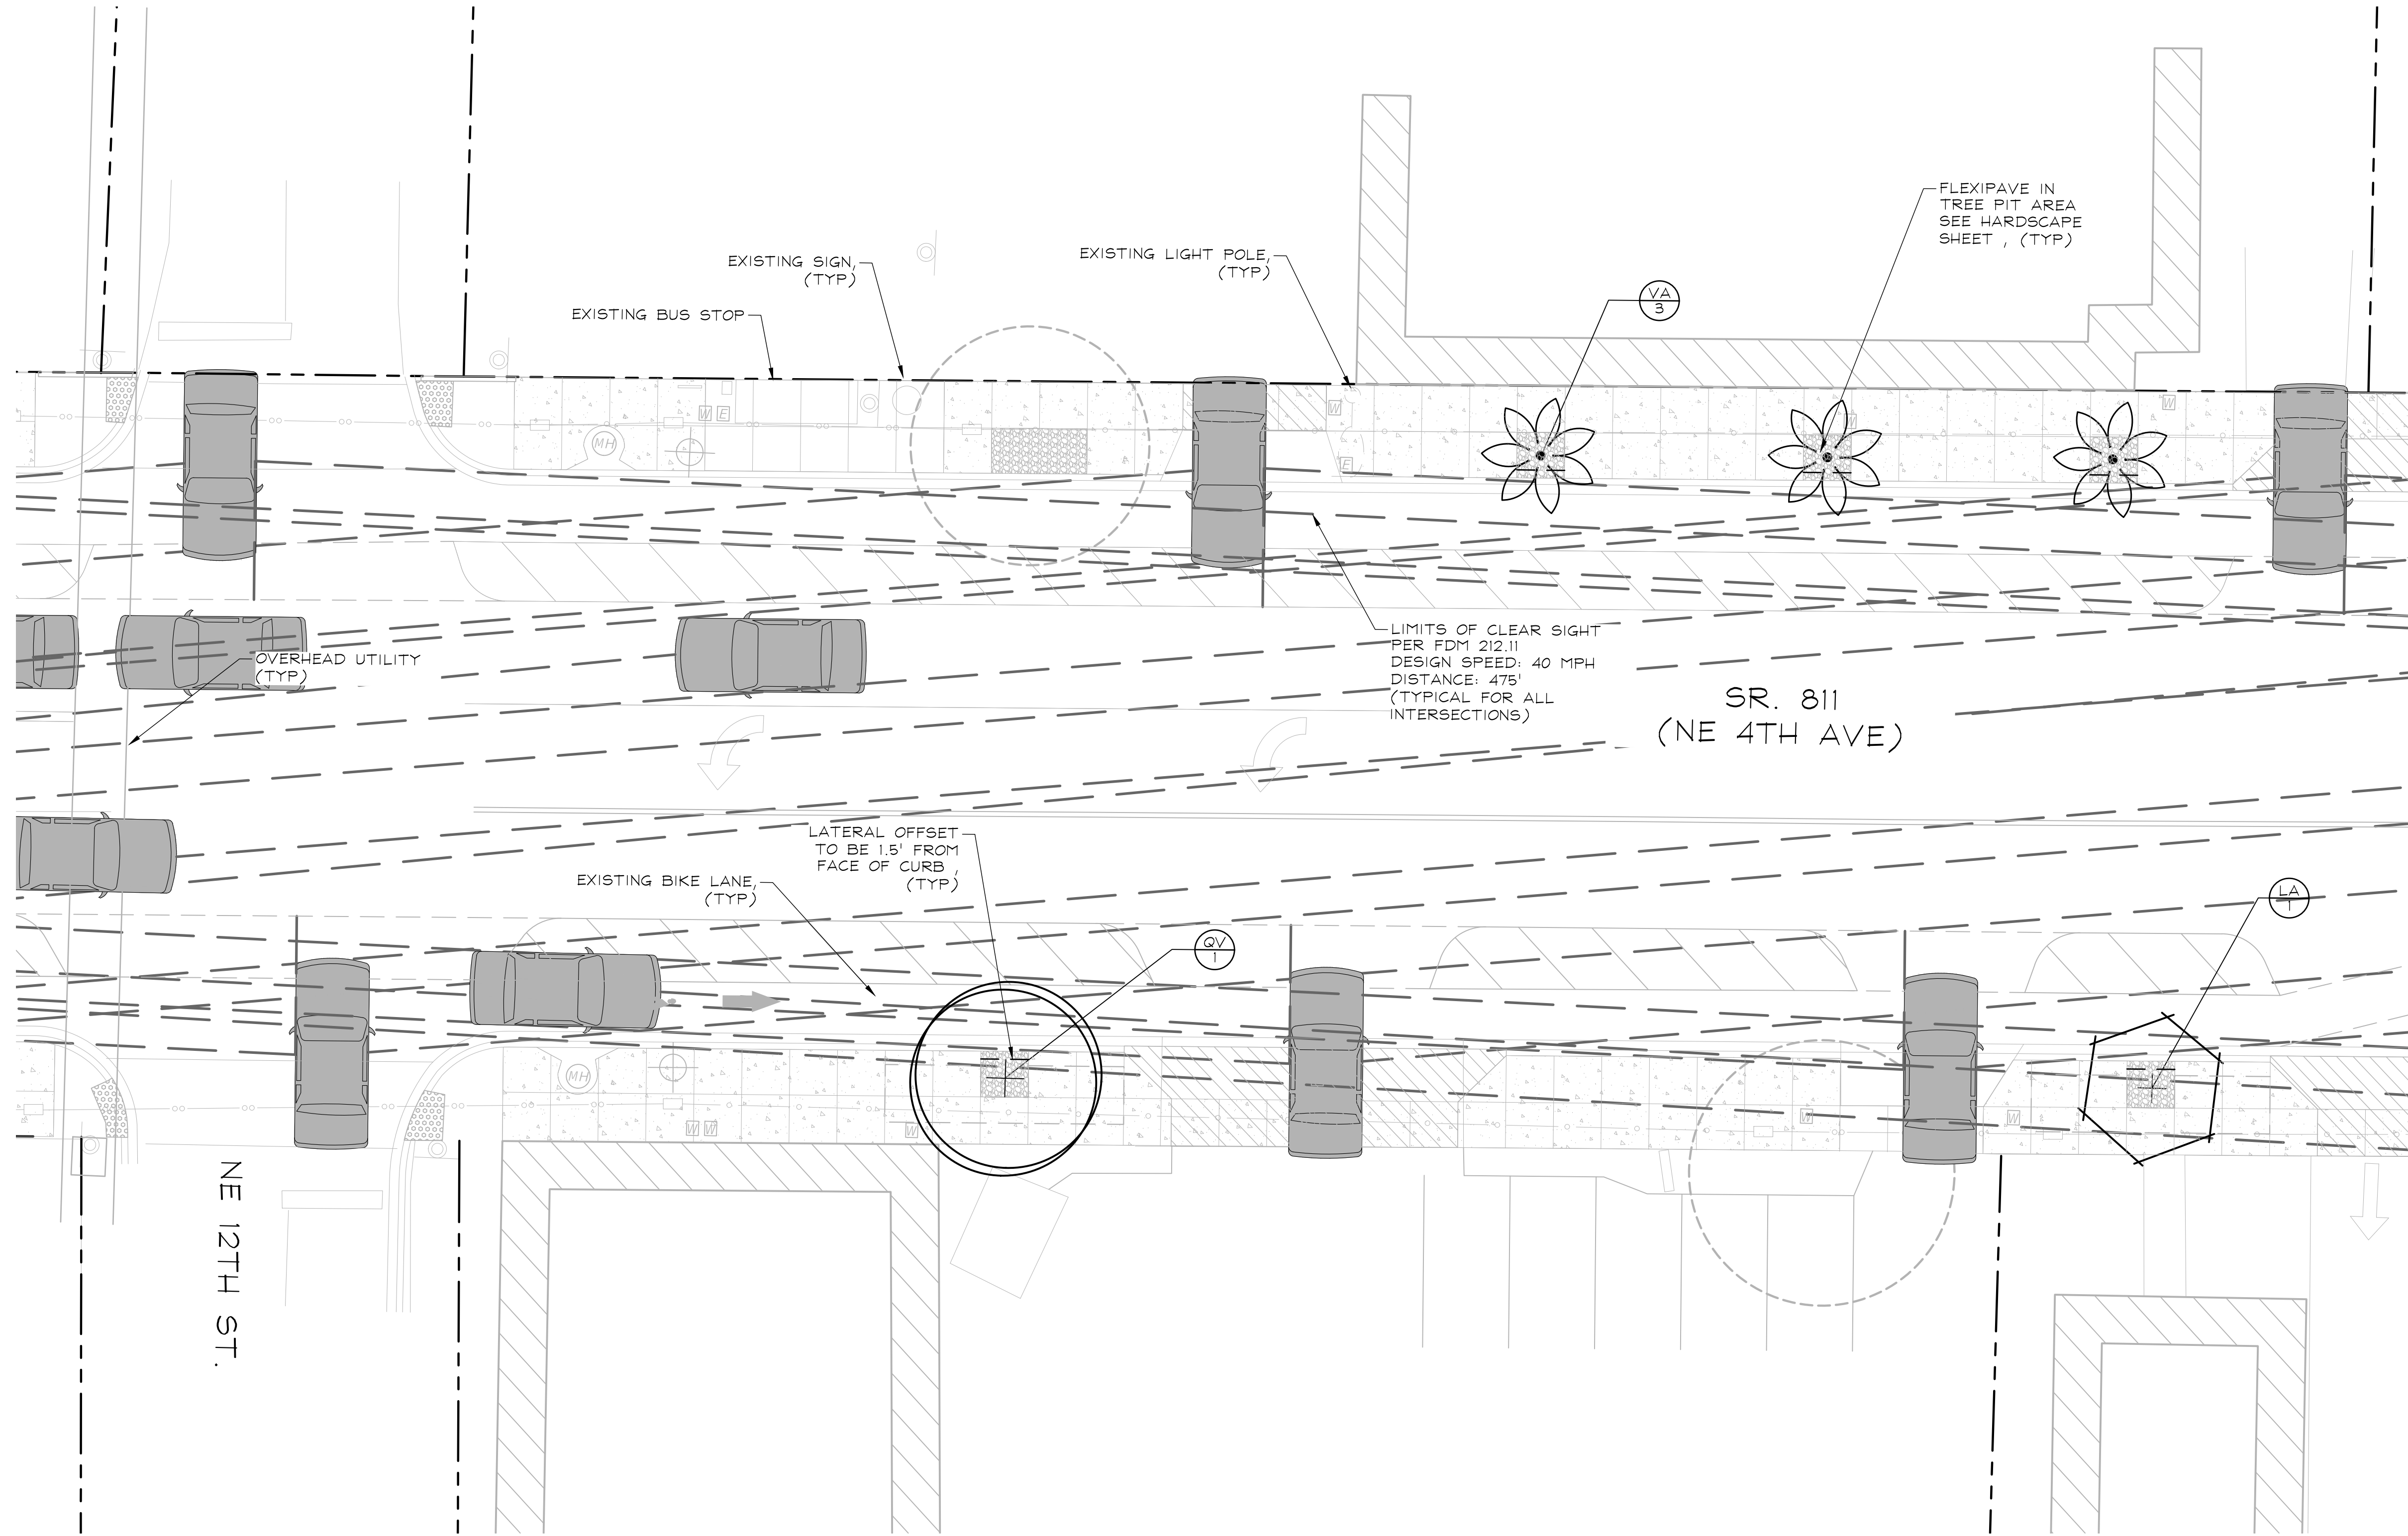 FLEXIPAVE IN
TREE PIT AREA
SEE HARDSCAPE
SHEET , (TYP)
EXISTING SIGN,
(TYP)
EXISTING LIGHT POLE,
(TYP)
EXISTING BUS STOP
VA
3
W E
W
W
W
MH
E
LIMITS OF CLEAR SIGHT
PER FDM 212.11
DESIGN SPEED: 40 MPH
DISTANCE: 475'
(TYPICAL FOR ALL
INTERSECTIONS)
OVERHEAD UTILITY
(TYP)
SR. 811
(NE 4TH AVE)
LATERAL OFFSET
TO BE 1.5' FROM
FACE OF CURB ,
(TYP)
EXISTING BIKE LANE,
(TYP)
LA
1
QV
1
MH
W W
W
W
W
NE 12TH ST.